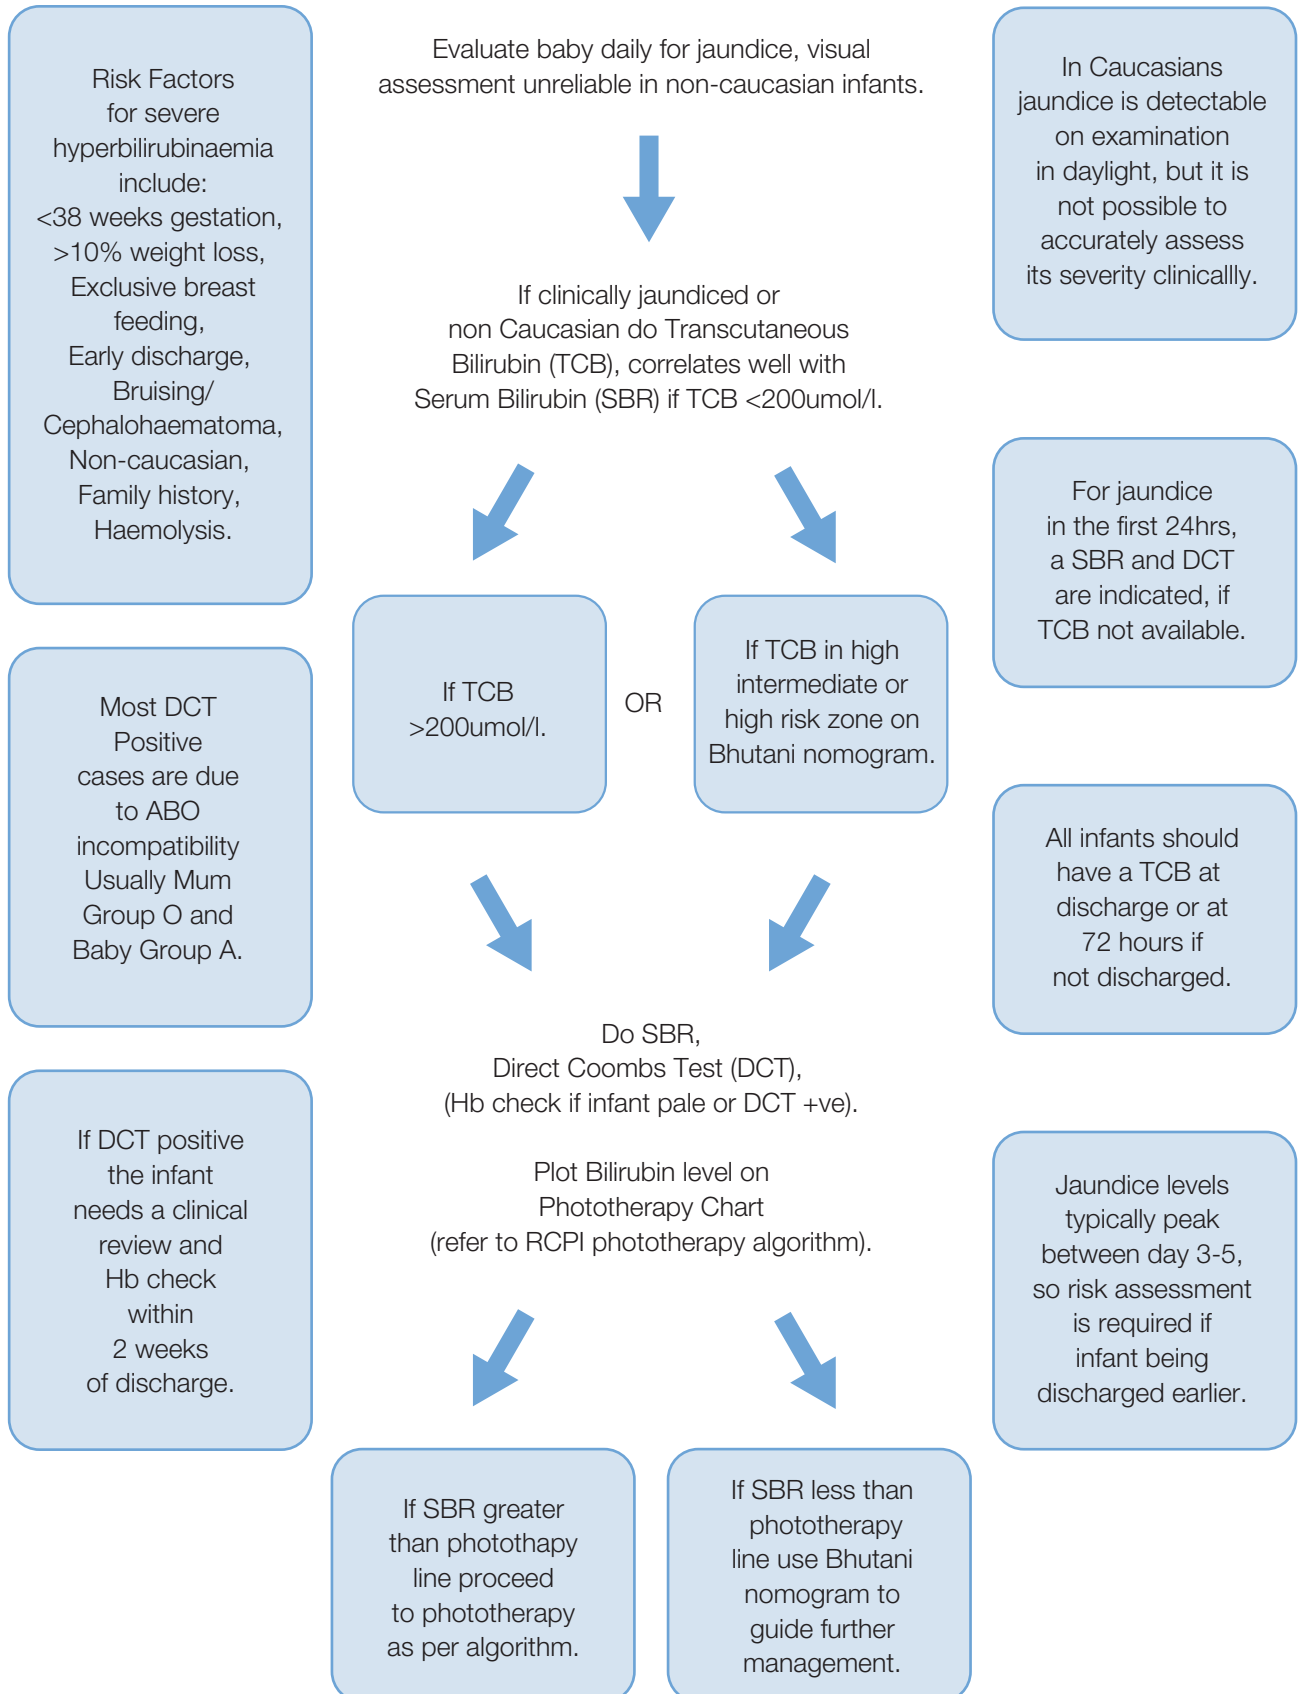 Risk Factors
for severe
hyperbilirubinaemia
include:
<38 weeks gestation,
>10% weight loss,
Exclusive breast
feeding,
Early discharge,
Bruising/
Cephalohaematoma,
Non-caucasian,
Family history,
Haemolysis.
Most DCT
Positive
cases are due
to ABO
incompatibility
Usually Mum
Group O and
Baby Group A.
If DCT positive
the infant
needs a clinical
review and
Hb check
within
2 weeks
of discharge.
Evaluate baby daily for jaundice, visual
assessment unreliable in non-caucasian infants.
If clinically jaundiced or
non Caucasian do Transcutaneous
Bilirubin (TCB), correlates well with
Serum Bilirubin (SBR) if TCB <200umol/l.
If TCB
>200umol/l.
OR
If TCB in high
intermediate or
high risk zone on
Bhutani nomogram.
Do SBR,
Direct Coombs Test (DCT),
(Hb check if infant pale or DCT +ve).
Plot Bilirubin level on
Phototherapy Chart
(refer to RCPI phototherapy algorithm).
If SBR greater
than photothapy
line proceed
to phototherapy
as per algorithm.
If SBR less than
phototherapy
line use Bhutani
nomogram to
guide further
management.
In Caucasians
jaundice is detectable
on examination
in daylight, but it is
not possible to
accurately assess
its severity clinicallly.
For jaundice
in the first 24hrs,
a SBR and DCT
are indicated, if
TCB not available.
All infants should
have a TCB at
discharge or at
72 hours if
not discharged.
Jaundice levels
typically peak
between day 3-5,
so risk assessment
is required if
infant being
discharged earlier.